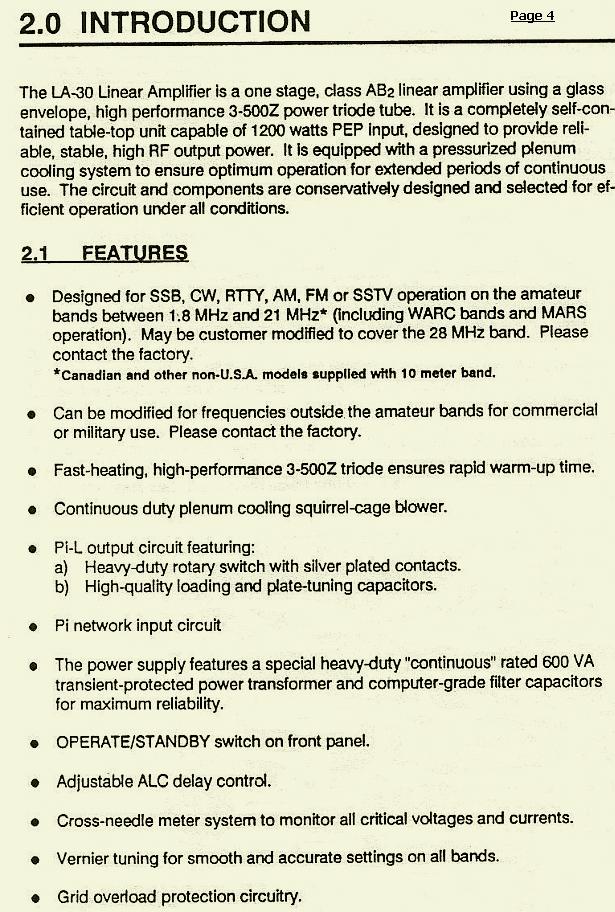 2.0 INTRODUCTION
Page 4
The LA-30 Linear Amplifier is a one stage, class AB2 linear amplifier using a glass
envelope, high performance 3-500Z power triode tube. It is a completely self-con-
tained table-top unit capable of 1200 watts PEP input, designed to provide reli-
able, stable, high RF output power. It is equipped with a pressurized plenum
cooling system to ensure optimum operation for extended periods of continuous
use. The circuit and components are conservatively designed and selected for ef-
ficient operation under all conditions.
2.1 FEATURES
● Designed for SSB, CW, RTTY, AM, FM or SSTV operation on the amateur
bands between 1.8 MHz and 21 MHz* (including WARC bands and MARS
operation). May be customer modified to cover the 28 MHz band. Please
contact the factory.
*Canadian and other non-U.S.A. models supplied with 10 meter band.
● Can be modified for frequencies outside the amateur bands for commercial
or military use. Please contact the factory.
● Fast-heating, high-performance 3-500Z triode ensures rapid warm-up time.
● Continuous duty plenum cooling squirrel-cage blower.
● Pi-L output circuit featuring:
a) Heavy-duty rotary switch with silver plated contacts.
b) High-quality loading and plate-tuning capacitors.
● Pi network input circuit
● The power supply features a special heavy-duty "continuous" rated 600 VA
transient-protected power transformer and computer-grade filter capacitors
for maximum reliability.
● OPERATE/STANDBY switch on front panel.
● Adjustable ALC delay control.
● Cross-needle meter system to monitor all critical voltages and currents.
● Vernier tuning for smooth and accurate settings on all bands.
● Grid overload protection circuitry.